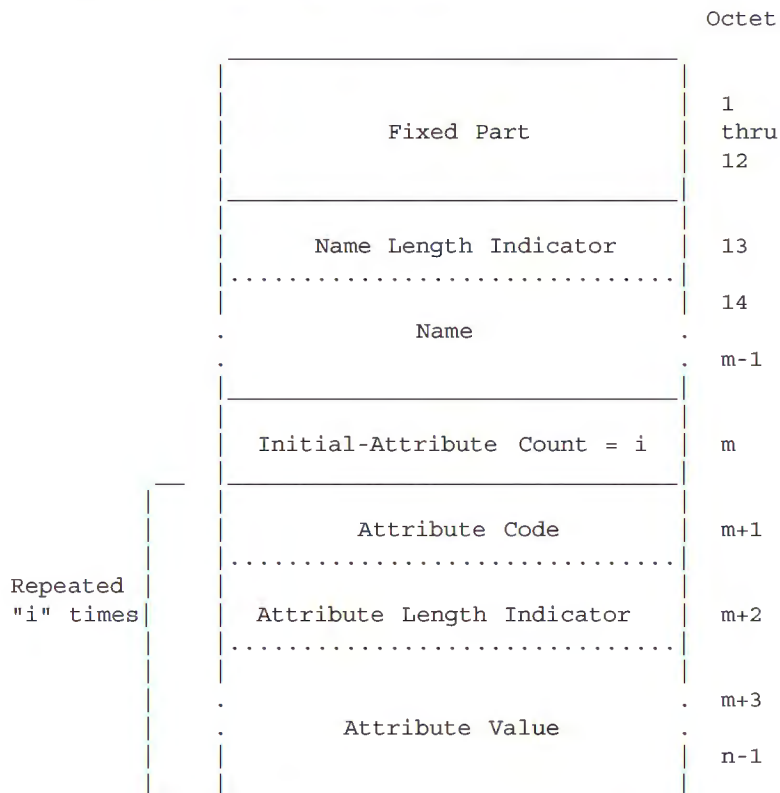 Octet
1
Fixed Part thru
12
Name Length Indicator 13
14
Name
m-1
Initial-Attribute Count = i m
Attribute Code m+1
Repeated
"i" times Attribute Length Indicator m+2
m+3
Attribute Value
n-1